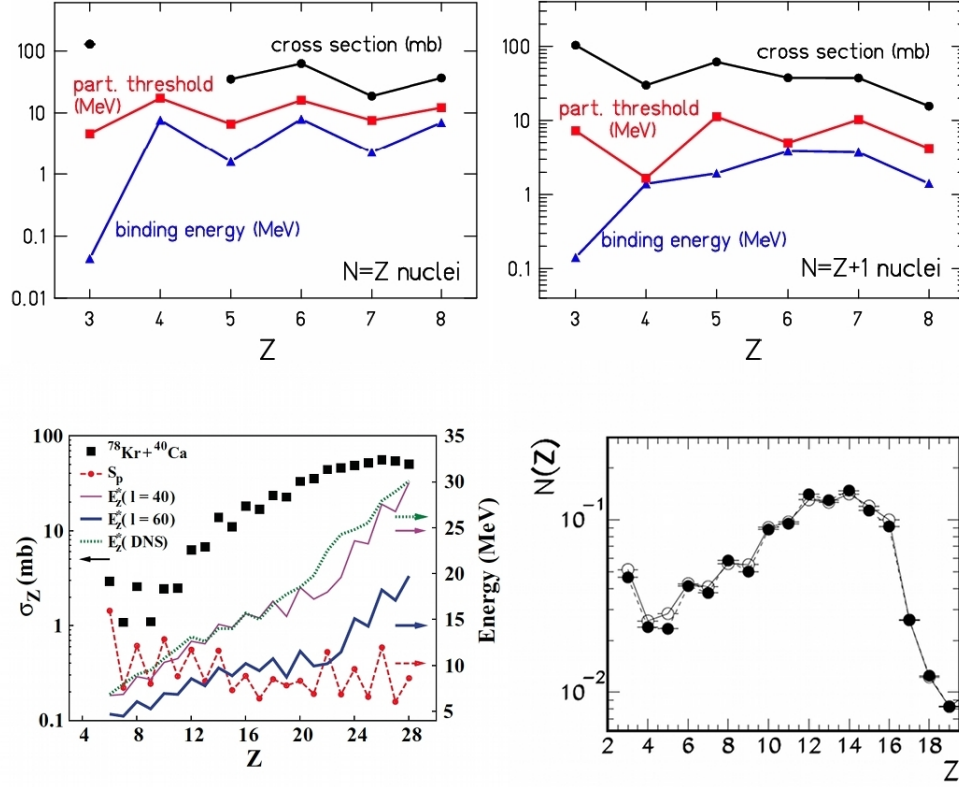 cross section (mb)
part. threshold
(MeV)
binding energy (MeV)
N=Z nuclei
100
10
1
0.1
0.01
3 4 5 6 7 8
Z
cross section (mb)
part. threshold
(MeV)
binding energy (MeV)
N=Z+1 nuclei
100
10
1
0.1
3 4 5 6 7 8
Z
⁷⁸Kr+⁴⁰Ca
Sₚ
E*_Z( l = 40)
E*_Z( l = 60)
E*_Z( DNS)
σ_Z (mb)
100
10
1
0.1
Energy (MeV)
35
30
25
20
15
10
5
4 8 12 16 20 24 28
Z
N(Z)
10⁻¹
10⁻²
2 4 6 8 10 12 14 16 18
Z